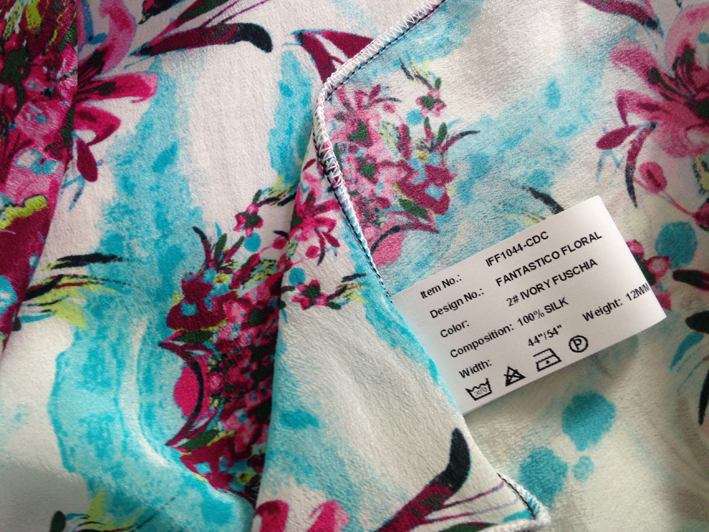 Item No.: IFF1044-CDC
Design No.: FANTASTICO FLORAL
Color: 2# IVORY FUSCHIA
Composition: 100% SILK
Width: 44"/54" Weight: 12MM
P